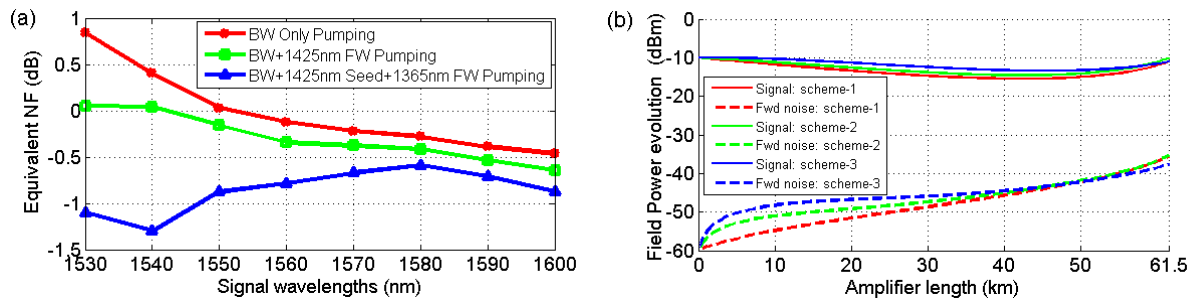 (a)
Equivalent NF (dB)
1
0.5
0
-0.5
-1
-1.5
BW Only Pumping
BW+1425nm FW Pumping
BW+1425nm Seed+1365nm FW Pumping
1530 1540 1550 1560 1570 1580 1590 1600
Signal wavelengths (nm)
(b)
Field Power evolution (dBm)
0
-10
-20
-30
-40
-50
-60
Signal: scheme-1
Fwd noise: scheme-1
Signal: scheme-2
Fwd noise: scheme-2
Signal: scheme-3
Fwd noise: scheme-3
0 10 20 30 40 50 61.5
Amplifier length (km)